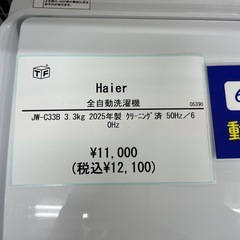 TF
Haier
全自動洗濯機
05390
JW-C33B 3.3kg 2025年製 ｸﾘｰﾆﾝｸﾞ済 50Hz／6
0Hz
¥11,000
(税込¥12,100)
動